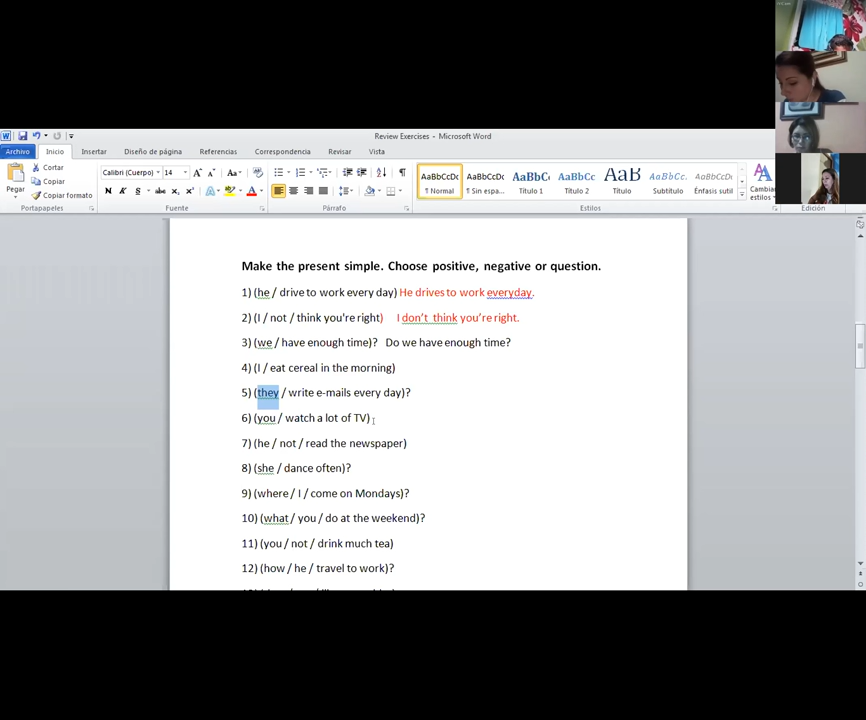 Review Exercises - Microsoft Word
Archivo Inicio Insertar Diseño de página Referencias Correspondencia Revisar Vista
Pegar
Cortar
Copiar
Copiar formato
Portapapeles
Calibri (Cuerpo) 14
Fuente
Párrafo
AaBbCcDc AaBbCcDc AaBbC AaBbCc AaB AaBbCc. AaBbCcDc
¶ Normal ¶ Sin espa... Título 1 Título 2 Título Subtítulo Énfasis sutil
Cambiar estilos
Estilos
Edición
Make the present simple. Choose positive, negative or question.
1) (he / drive to work every day) He drives to work everyday.
2) (I / not / think you're right) I don’t think you’re right.
3) (we / have enough time)? Do we have enough time?
4) (I / eat cereal in the morning)
5) (they / write e-mails every day)?
6) (you / watch a lot of TV)
7) (he / not / read the newspaper)
8) (she / dance often)?
9) (where / I / come on Mondays)?
10) (what / you / do at the weekend)?
11) (you / not / drink much tea)
12) (how / he / travel to work)?